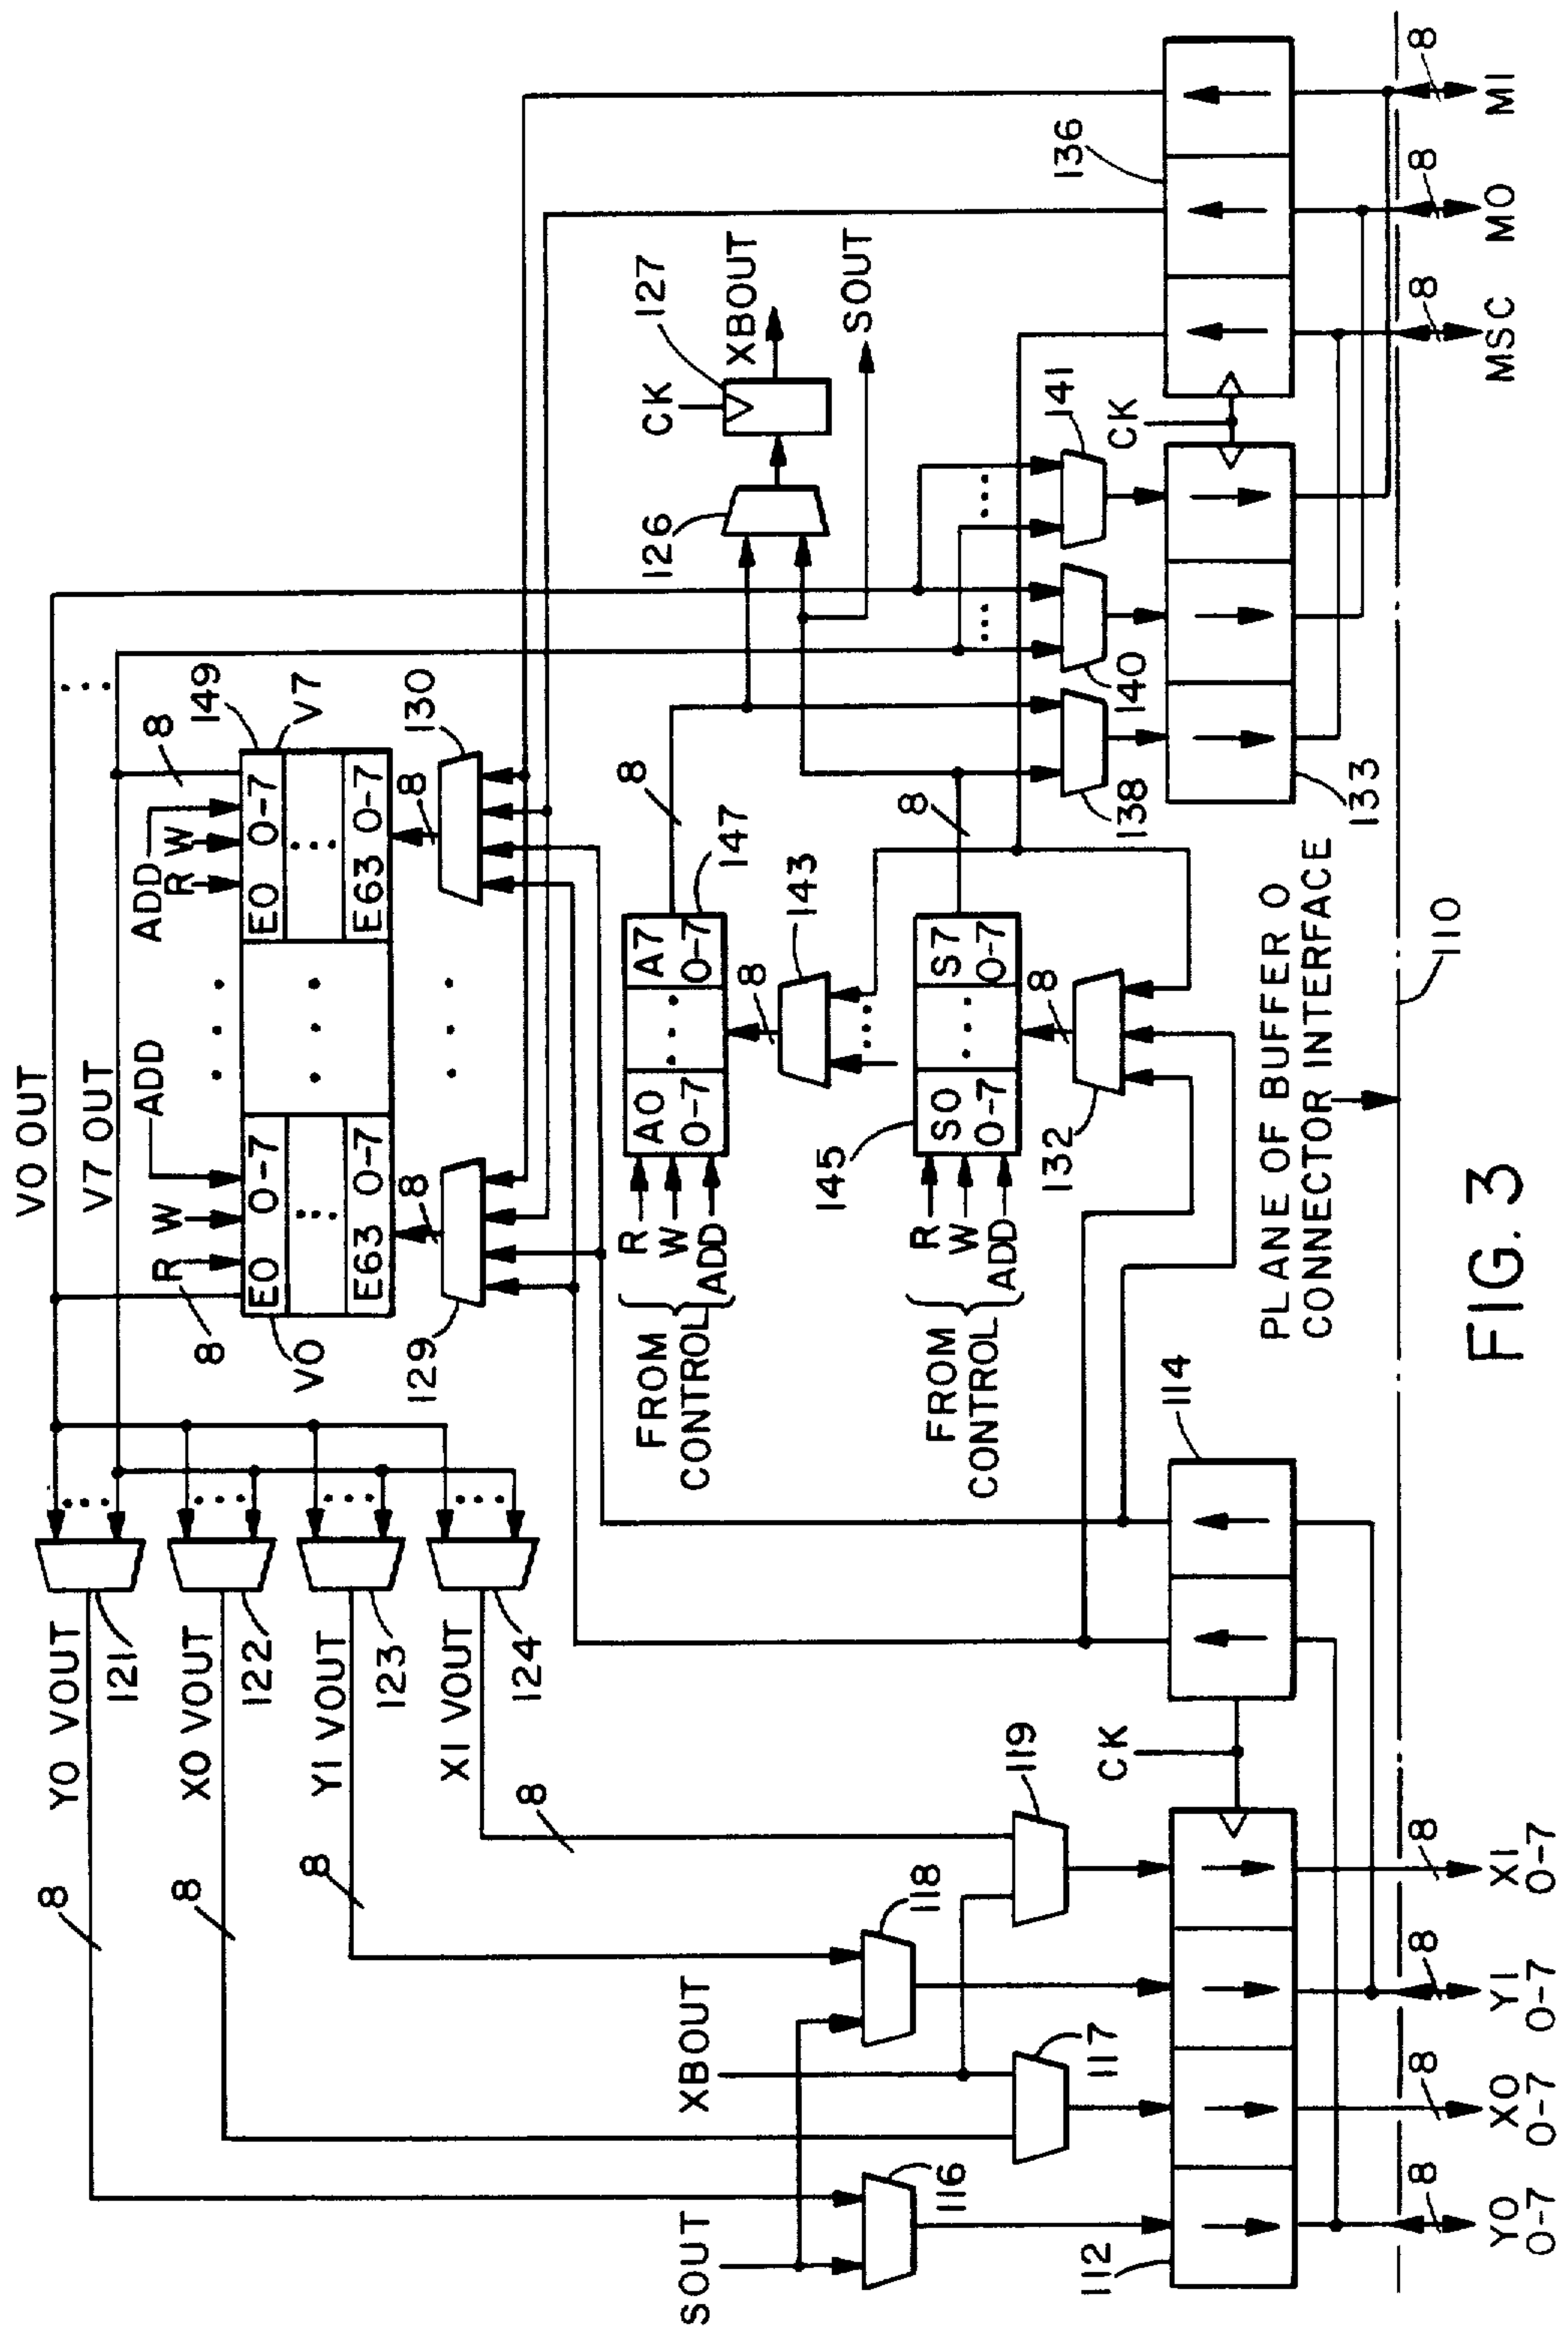 V0 OUT
V7 OUT
Y0 VOUT
121
X0 VOUT
122
Y1 VOUT
123
X1 VOUT
124
8
8
8
8
ADD
W
R
8
E0 0-7
E63 0-7
V0
8
129
ADD
W
R
8
149
E0 0-7
E63 0-7
V7
8
130
R
W
ADD
FROM
CONTROL
A0
0-7
A7
0-7
8
147
8
143
R
W
ADD
FROM
CONTROL
145
S0
0-7
S7
0-7
8
8
132
126
CK
127
XBOUT
SOUT
SOUT
XBOUT
116
117
118
119
112
CK
114
138
140
141
CK
133
136
PLANE OF BUFFER 0
CONNECTOR INTERFACE
110
8
8
8
8
8
8
8
Y0
0-7
X0
0-7
Y1
0-7
X1
0-7
MSC
M0
M1
FIG. 3